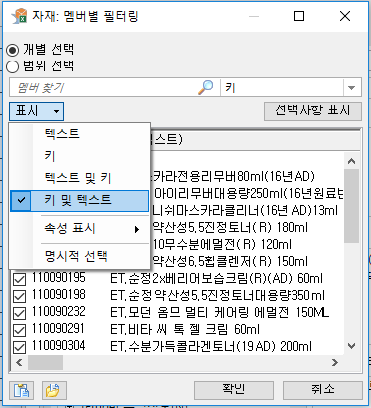 자재: 멤버별 필터링
개별 선택
범위 선택
멤버 찾기
키
표시
선택사항 표시
텍스트
키
텍스트 및 키
키 및 텍스트
속성 표시
명시적 선택
스트)
스카라전용리무버80ml(16년AD)
아이리무버대용량250ml(16년원료변
니쉬마스카라클리너(16AD)13ml
약산성5,5진정토너(R) 180ml
10무수분에멀전(R) 120ml
약산성6,5휩클렌저(R) 150ml
110090195 ET,순정2x베리어보습크림(R)(AD) 60ml
110090198 ET,순정 약산성5,5진정토너대용량350ml
110090232 ET,모던 옴므 멀티 케어링 에멀전 150ML
110090291 ET,비타 씨 톡 젤 크림 60ml
110090304 ET,수분가득콜라겐토너(19AD) 200ml
확인
취소